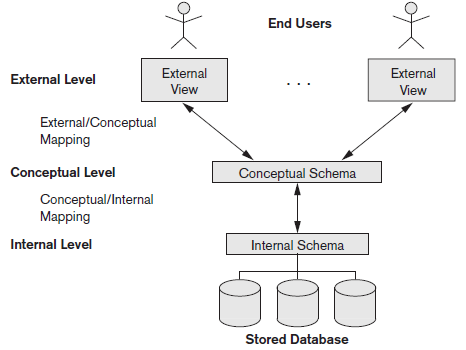 End Users
External Level
External
View
. . .
External
View
External/Conceptual
Mapping
Conceptual Level
Conceptual Schema
Conceptual/Internal
Mapping
Internal Level
Internal Schema
Stored Database